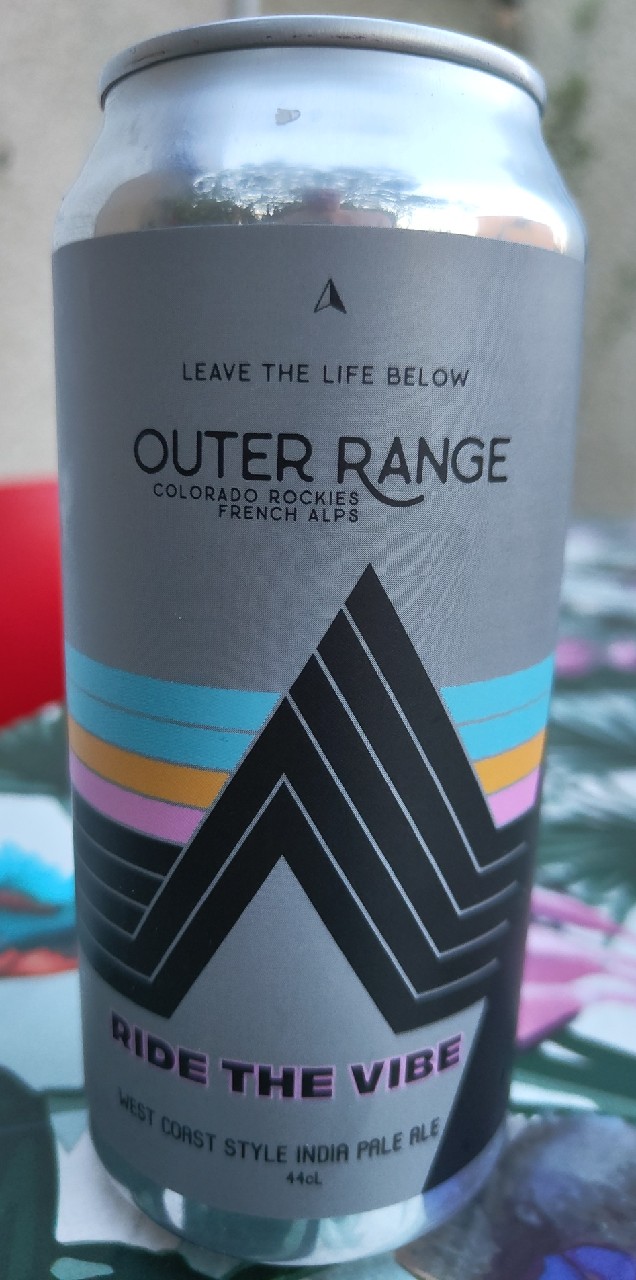 LEAVE THE LIFE BELOW
OUTER RANGE
COLORADO ROCKIES
FRENCH ALPS
RIDE THE VIBE
WEST COAST STYLE INDIA PALE ALE
44cL